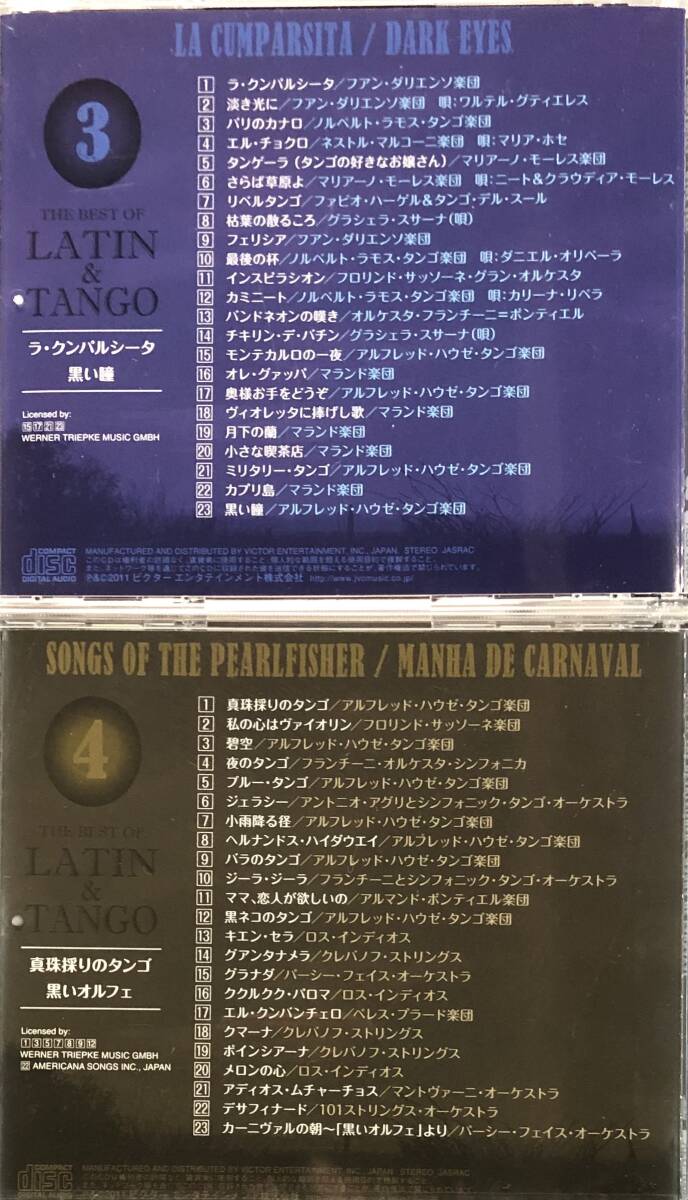 LA CUMPARSITA / DARK EYES
3
THE BEST OF
LATIN
&
TANGO
ラ・クンパルシータ
黒い瞳
Licensed by:
15 17 21 23
WERNER TRIEPKE MUSIC GMBH
1 ラ・クンパルシータ/フアン・ダリエンソ楽団
2 淡き光に/フアン・ダリエンソ楽団 唄:ワルテル・グティエレス
3 パリのカナロ/ノルベルト・ラモス・タンゴ楽団
4 エル・チョクロ/ネストル・マルコーニ楽団 唄:マリア・ホセ
5 タンゲーラ(タンゴの好きなお嬢さん)/マリアーノ・モーレス楽団
6 さらば草原よ/マリアーノ・モーレス楽団 唄:ニート&クラウディア・モーレス
7 リベルタンゴ/ファビオ・ハーゲル&タンゴ・デル・スール
8 枯葉の散るころ/グラシェラ・スサーナ(唄)
9 フェリシア/フアン・ダリエンソ楽団
10 最後の杯/ノルベルト・ラモス・タンゴ楽団 唄:ダニエル・オリベーラ
11 インスピラシオン/フロリンド・サッソーネ・グラン・オルケスタ
12 カミニート/ノルベルト・ラモス・タンゴ楽団 唄:カリーナ・リベラ
13 バンドネオンの嘆き/オルケスタ・フランチーニ=ポンティエル
14 チキリン・デ・バチン/グラシェラ・スサーナ(唄)
15 モンテカルロの一夜/アルフレッド・ハウゼ・タンゴ楽団
16 オレ・グァッパ/マランド楽団
17 奥様お手をどうぞ/アルフレッド・ハウゼ・タンゴ楽団
18 ヴィオレッタに捧げし歌/マランド楽団
19 月下の蘭/マランド楽団
20 小さな喫茶店/マランド楽団
21 ミリタリー・タンゴ/アルフレッド・ハウゼ・タンゴ楽団
22 カプリ島/マランド楽団
23 黒い瞳/アルフレッド・ハウゼ・タンゴ楽団
COMPACT
disc
DIGITAL AUDIO
MANUFACTURED AND DISTRIBUTED BY VICTOR ENTERTAINMENT, INC., JAPAN. STEREO JASRAC
℗&©2011 ビクターエンタテインメント株式会社 http://www.jvcmusic.co.jp/
SONGS OF THE PEARLFISHER / MANHA DE CARNAVAL
4
THE BEST OF
LATIN
&
TANGO
真珠採りのタンゴ
黒いオルフェ
Licensed by:
1 3 5 7 8 9 12
WERNER TRIEPKE MUSIC GMBH
22 AMERICANA SONGS INC., JAPAN
1 真珠採りのタンゴ/アルフレッド・ハウゼ・タンゴ楽団
2 私の心はヴァイオリン/フロリンド・サッソーネ楽団
3 碧空/アルフレッド・ハウゼ・タンゴ楽団
4 夜のタンゴ/フランチーニ・オルケスタ・シンフォニカ
5 ブルー・タンゴ/アルフレッド・ハウゼ・タンゴ楽団
6 ジェラシー/アントニオ・アグリとシンフォニック・タンゴ・オーケストラ
7 小雨降る径/アルフレッド・ハウゼ・タンゴ楽団
8 ヘルナンドス・ハイダウエイ/アルフレッド・ハウゼ・タンゴ楽団
9 バラのタンゴ/アルフレッド・ハウゼ・タンゴ楽団
10 ジーラ・ジーラ/フランチーニとシンフォニック・タンゴ・オーケストラ
11 ママ、恋人が欲しいの/アルマンド・ポンティエル楽団
12 黒ネコのタンゴ/アルフレッド・ハウゼ・タンゴ楽団
13 キエン・セラ/ロス・インディオス
14 グアンタナメラ/クレバノフ・ストリングス
15 グラナダ/パーシー・フェイス・オーケストラ
16 ククルクク・パロマ/ロス・インディオス
17 エル・クンバンチェロ/ペレス・プラード楽団
18 クマーナ/クレバノフ・ストリングス
19 ポインシアーナ/クレバノフ・ストリングス
20 メロンの心/ロス・インディオス
21 アディオス・ムチャーチョス/マントヴァーニ・オーケストラ
22 デサフィナード/101ストリングス・オーケストラ
23 カーニヴァルの朝〜「黒いオルフェ」より/パーシー・フェイス・オーケストラ
COMPACT
disc
DIGITAL AUDIO
MANUFACTURED AND DISTRIBUTED BY VICTOR ENTERTAINMENT, INC., JAPAN. STEREO JASRAC